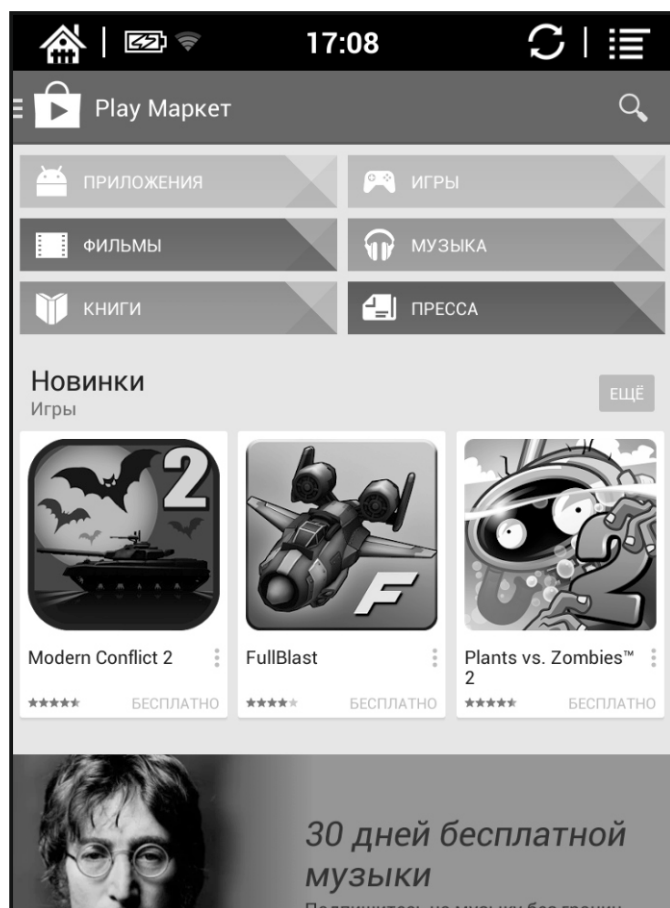 17:08
Play Маркет
ПРИЛОЖЕНИЯ
ИГРЫ
ФИЛЬМЫ
МУЗЫКА
КНИГИ
ПРЕССА
Новинки
Игры
ЕЩЁ
2
F
2
Modern Conflict 2
FullBlast
Plants vs. Zombies™
2
БЕСПЛАТНО
БЕСПЛАТНО
БЕСПЛАТНО
30 дней бесплатной
музыки